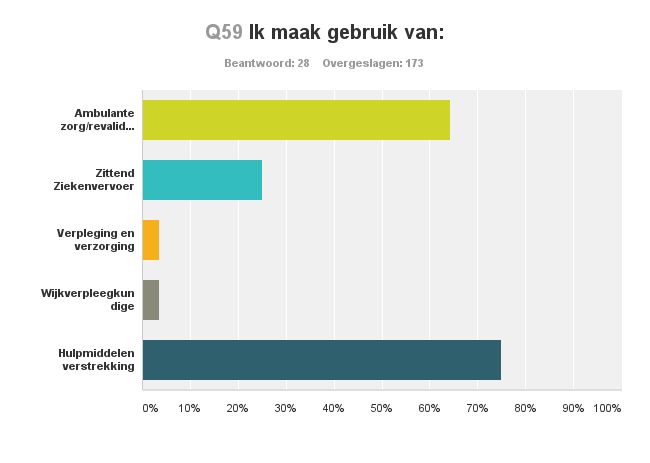 Q59 Ik maak gebruik van:
Beantwoord: 28 Overgeslagen: 173
Ambulante
zorg/revalid...
Zittend
Ziekenvervoer
Verpleging en
verzorging
Wijkverpleegkun
dige
Hulpmiddelen
verstrekking
0% 10% 20% 30% 40% 50% 60% 70% 80% 90% 100%